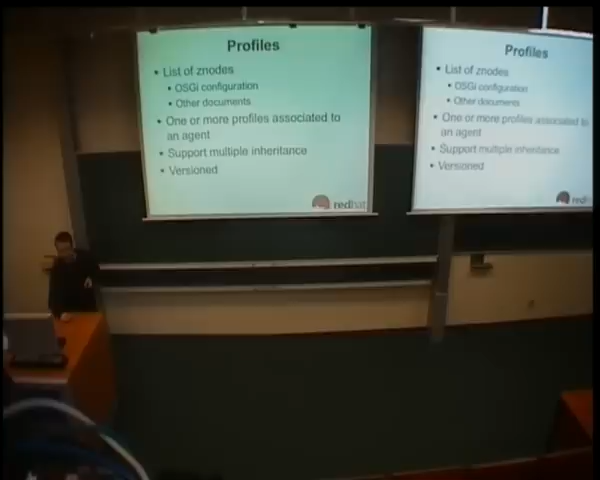 Profiles
• List of znodes
• OSGi configuration
• Other documents
• One or more profiles associated to
an agent
• Support multiple inheritance
• Versioned
redhat
Profiles
• List of znodes
• OSGi configuration
• Other documents
• One or more profiles associated to
an agent
• Support multiple inheritance
• Versioned
redhat